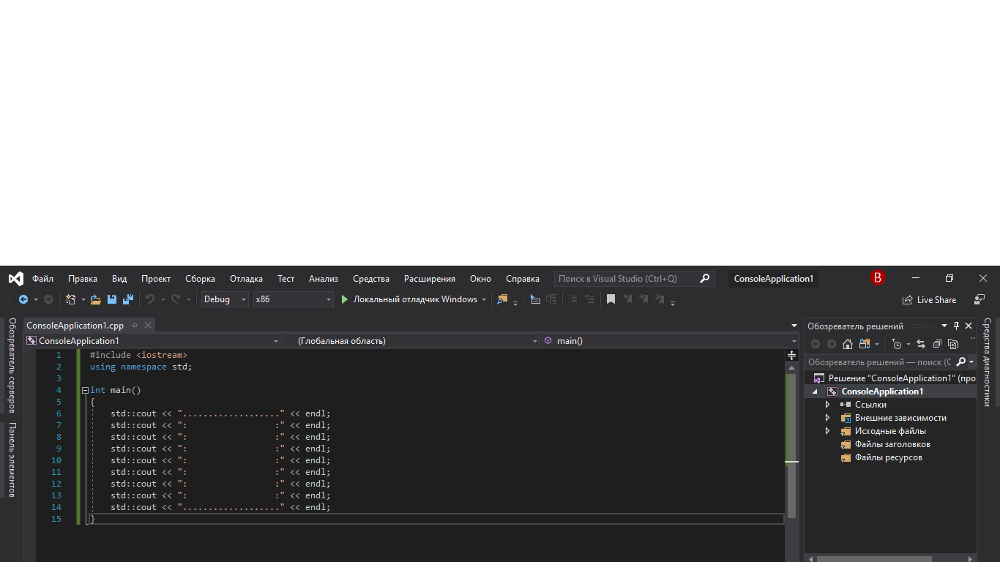 Файл Правка Вид Проект Сборка Отладка Тест Анализ Средства Расширения Окно Справка Поиск в Visual Studio (Ctrl+Q) ConsoleApplication1 B
Debug x86 Локальный отладчик Windows Live Share
Обозреватель серверов
Панель элементов
ConsoleApplication1.cpp
ConsoleApplication1 (Глобальная область) main()
1 #include <iostream>
2 using namespace std;
3
4 int main()
5 {
6 std::cout << "..................." << endl;
7 std::cout << ":                 :" << endl;
8 std::cout << ":                 :" << endl;
9 std::cout << ":                 :" << endl;
10 std::cout << ":                 :" << endl;
11 std::cout << ":                 :" << endl;
12 std::cout << ":                 :" << endl;
13 std::cout << ":                 :" << endl;
14 std::cout << "..................." << endl;
15 }
Обозреватель решений
Обозреватель решений — поиск (C
Решение "ConsoleApplication1" (про
ConsoleApplication1
Ссылки
Внешние зависимости
Исходные файлы
Файлы заголовков
Файлы ресурсов
Средства диагностики